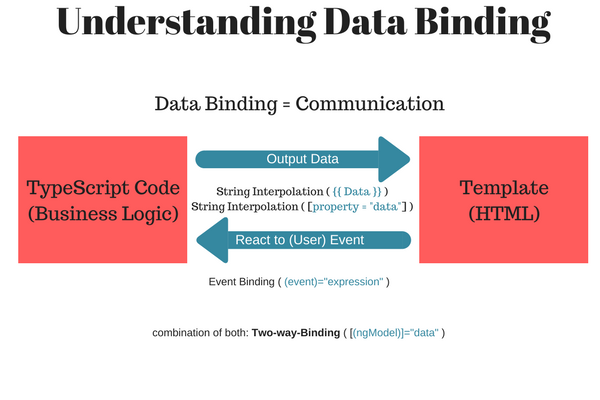 Understanding Data Binding
Data Binding = Communication
Output Data
TypeScript Code
(Business Logic)
Template
(HTML)
String Interpolation ( {{ Data }} )
String Interpolation ( [property = "data"] )
React to (User) Event
Event Binding ( (event)="expression" )
combination of both: Two-way-Binding ( [(ngModel)]="data" )